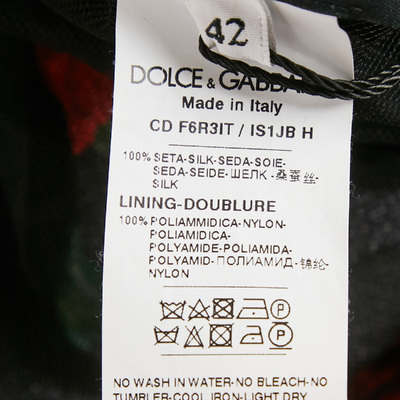 42
DOLCE & GABBA
Made in Italy
CD F6R3IT / IS1JB H
100% SETA-SILK-SEDA-SOIE-
SEDA-SEIDE-ШЕЛК -桑蚕丝-
SILK
LINING-DOUBLURE
100% POLIAMMIDICA-NYLON-
POLIAMIDICA-
POLYAMIDE-POLIAMIDA-
POLYAMID-ПОЛИАМИД-锦纶-
NYLON
NO WASH IN WATER-NO BLEACH-NO
TUMBLER-COOL IRON-LIGHT DRY